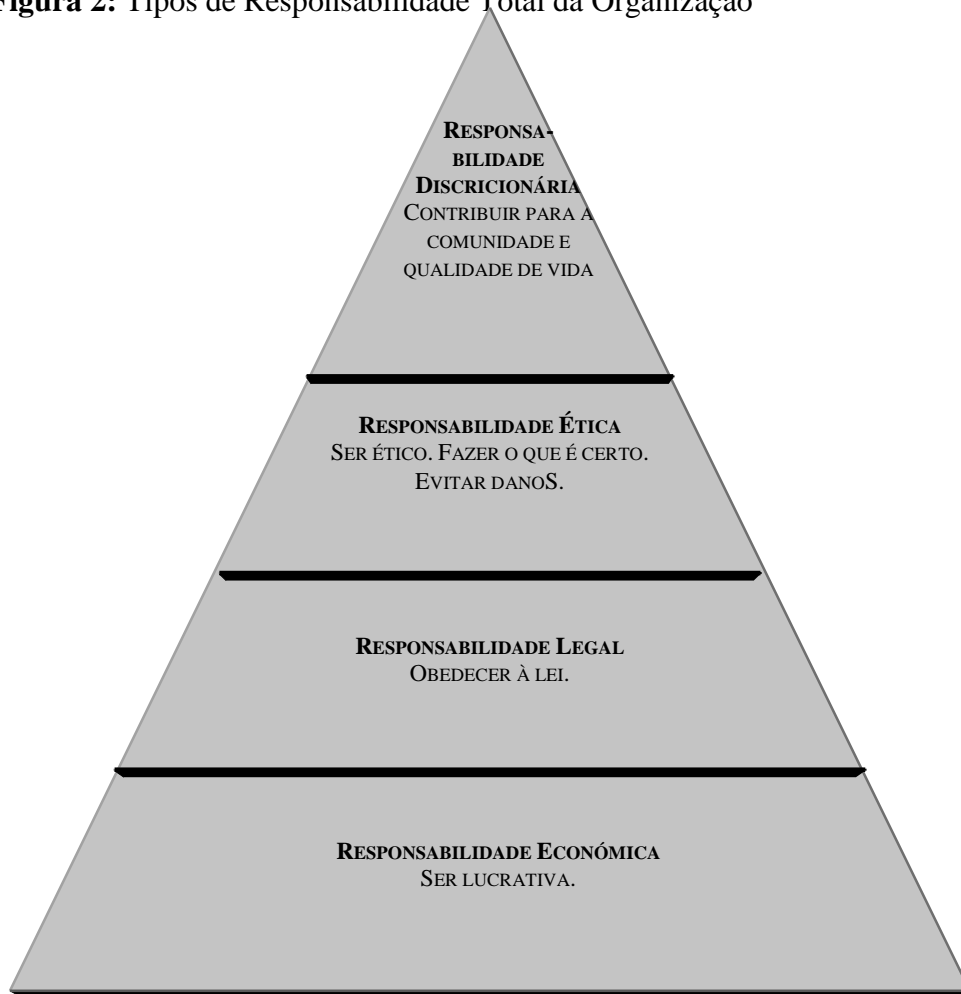 Figura 2: Tipos de Responsabilidade Total da Organização
RESPONSA-
BILIDADE
DISCRICIONÁRIA
CONTRIBUIR PARA A
COMUNIDADE E
QUALIDADE DE VIDA
RESPONSABILIDADE ÉTICA
SER ÉTICO. FAZER O QUE É CERTO.
EVITAR DANOS.
RESPONSABILIDADE LEGAL
OBEDECER À LEI.
RESPONSABILIDADE ECONÓMICA
SER LUCRATIVA.